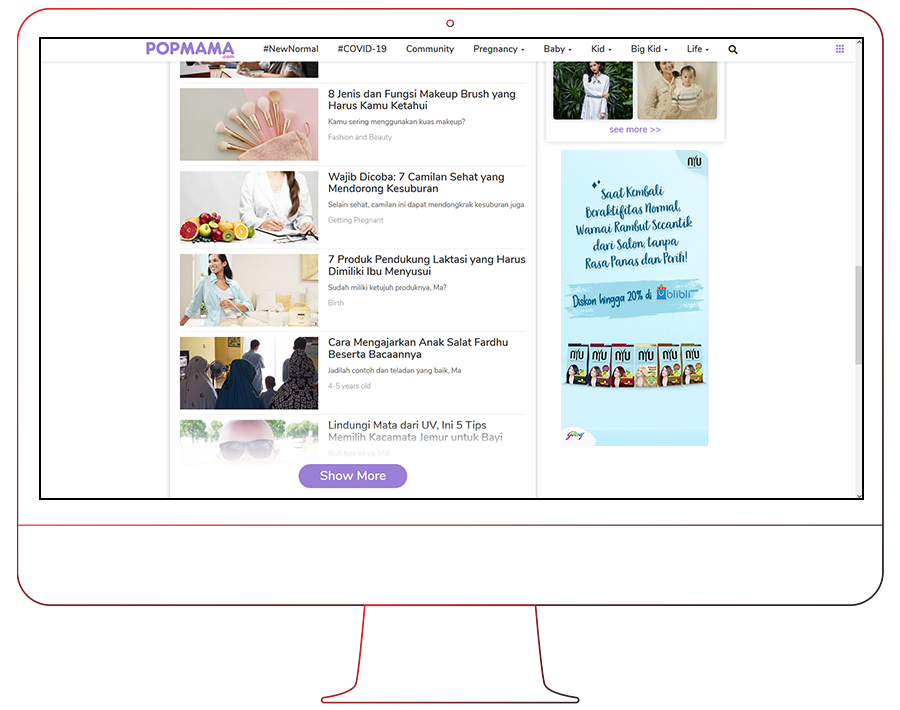 POPMAMA
.com
#NewNormal #COVID-19 Community Pregnancy Baby Kid Big Kid Life
8 Jenis dan Fungsi Makeup Brush yang
Harus Kamu Ketahui
Kamu sering menggunakan kuas makeup?
Fashion and Beauty
Wajib Dicoba: 7 Camilan Sehat yang
Mendorong Kesuburan
Selain sehat, camilan ini dapat mendongkrak kesuburan juga
Getting Pregnant
7 Produk Pendukung Laktasi yang Harus
Dimiliki Ibu Menyusui
Sudah miliki ketujuh produknya, Ma?
Birth
Cara Mengajarkan Anak Salat Fardhu
Beserta Bacaannya
Jadilah contoh dan teladan yang baik, Ma
4-5 years old
Lindungi Mata dari UV, Ini 5 Tips
Memilih Kacamata Jemur untuk Bayi
Ikuti tips ini ya, Ma!
Show More
see more >>
NYU
Saat Kembali
Beraktifitas Normal,
Warnai Rambut Secantik
dari Salon, tanpa
Rasa Panas dan Perih!
Diskon hingga 20% di blibli
NYU NYU NYU NYU NYU NYU
Godrej